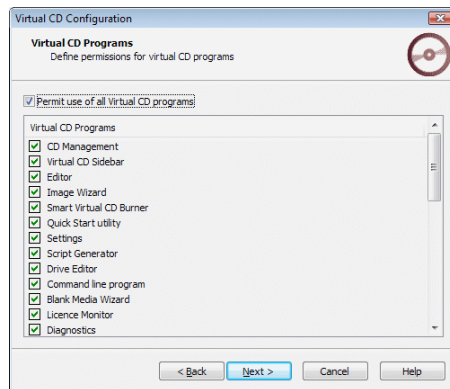 Virtual CD Configuration
Virtual CD Programs
Define permissions for virtual CD programs
Permit use of all Virtual CD programs
Virtual CD Programs
CD Management
Virtual CD Sidebar
Editor
Image Wizard
Smart Virtual CD Burner
Quick Start utility
Settings
Script Generator
Drive Editor
Command line program
Blank Media Wizard
Licence Monitor
Diagnostics
< Back Next > Cancel Help